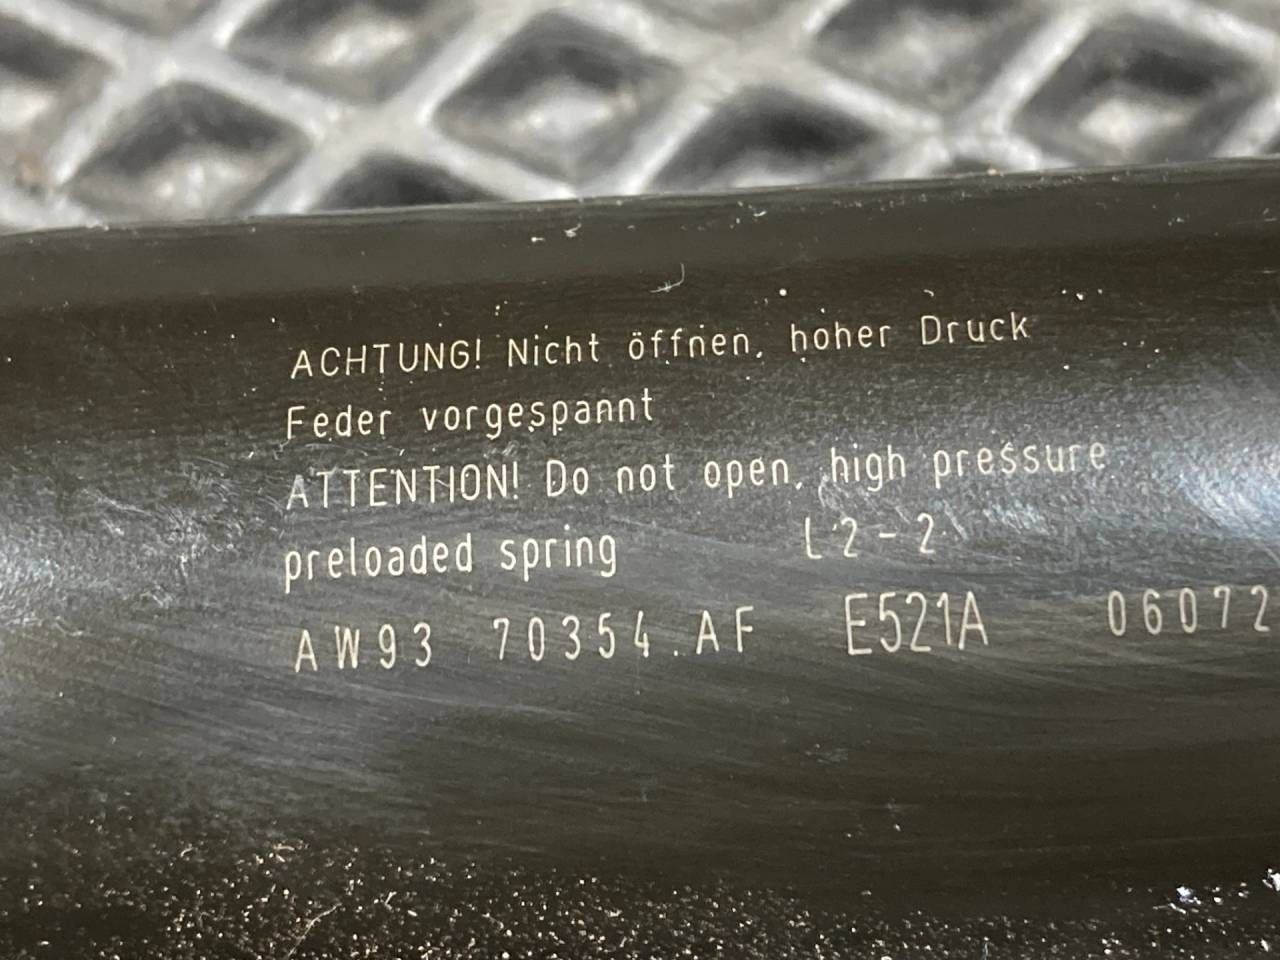 ACHTUNG! Nicht öffnen, hoher Druck
Feder vorgespannt
ATTENTION! Do not open, high pressure
preloaded spring L2-2
AW93 70354.AF E521A 06072